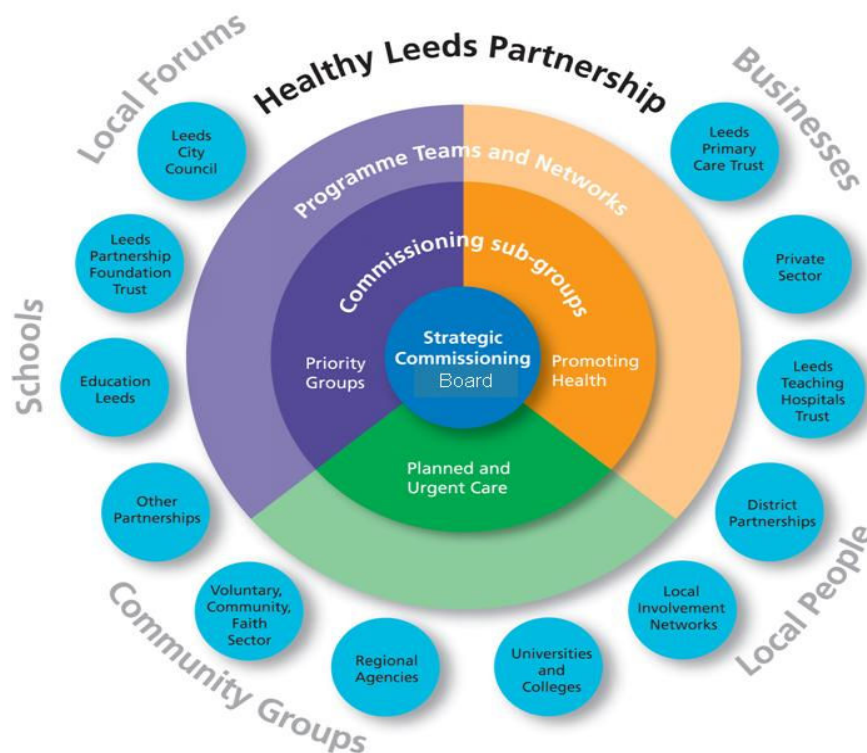 Healthy Leeds Partnership
Local Forums
Businesses
Schools
Community Groups
Local People
Programme Teams and Networks
Commissioning sub-groups
Strategic
Commissioning
Board
Priority
Groups
Promoting
Health
Planned and
Urgent Care
Leeds
City
Council
Leeds
Partnership
Foundation
Trust
Education
Leeds
Other
Partnerships
Voluntary,
Community,
Faith
Sector
Regional
Agencies
Universities
and
Colleges
Local
Involvement
Networks
District
Partnerships
Leeds
Teaching
Hospitals
Trust
Private
Sector
Leeds
Primary
Care Trust